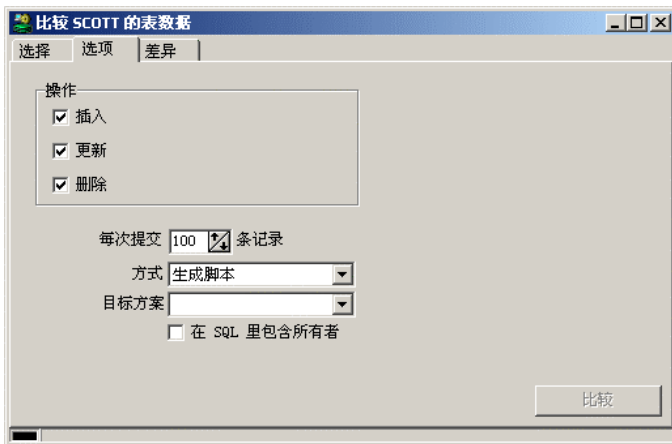 比较 SCOTT 的表数据
选择 选项 差异
操作
插入
更新
删除
每次提交 100 条记录
方式 生成脚本
目标方案
在 SQL 里包含所有者
比较